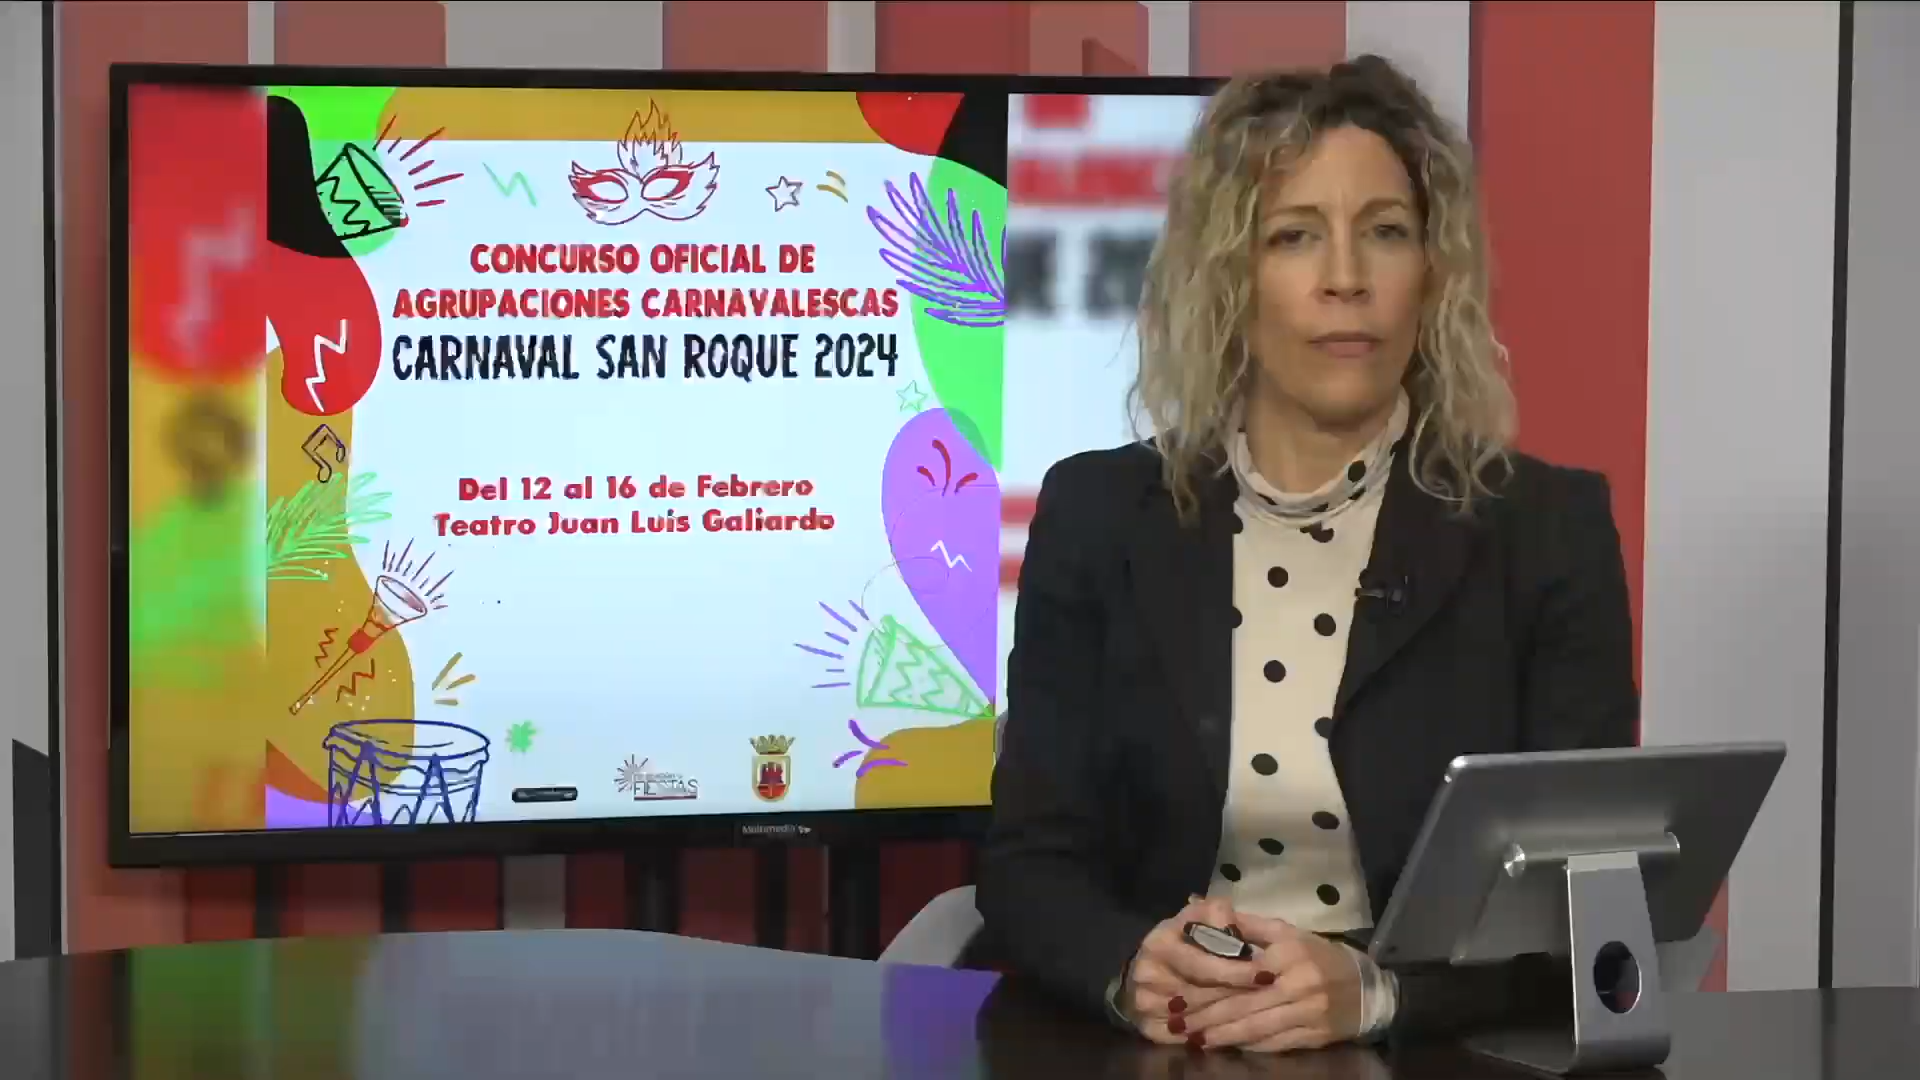 CONCURSO OFICIAL DE
AGRUPACIONES CARNAVALESCAS
CARNAVAL SAN ROQUE 2024
Del 12 al 16 de Febrero
Teatro Juan Luis Galiardo
FIESTAS
Multimedia